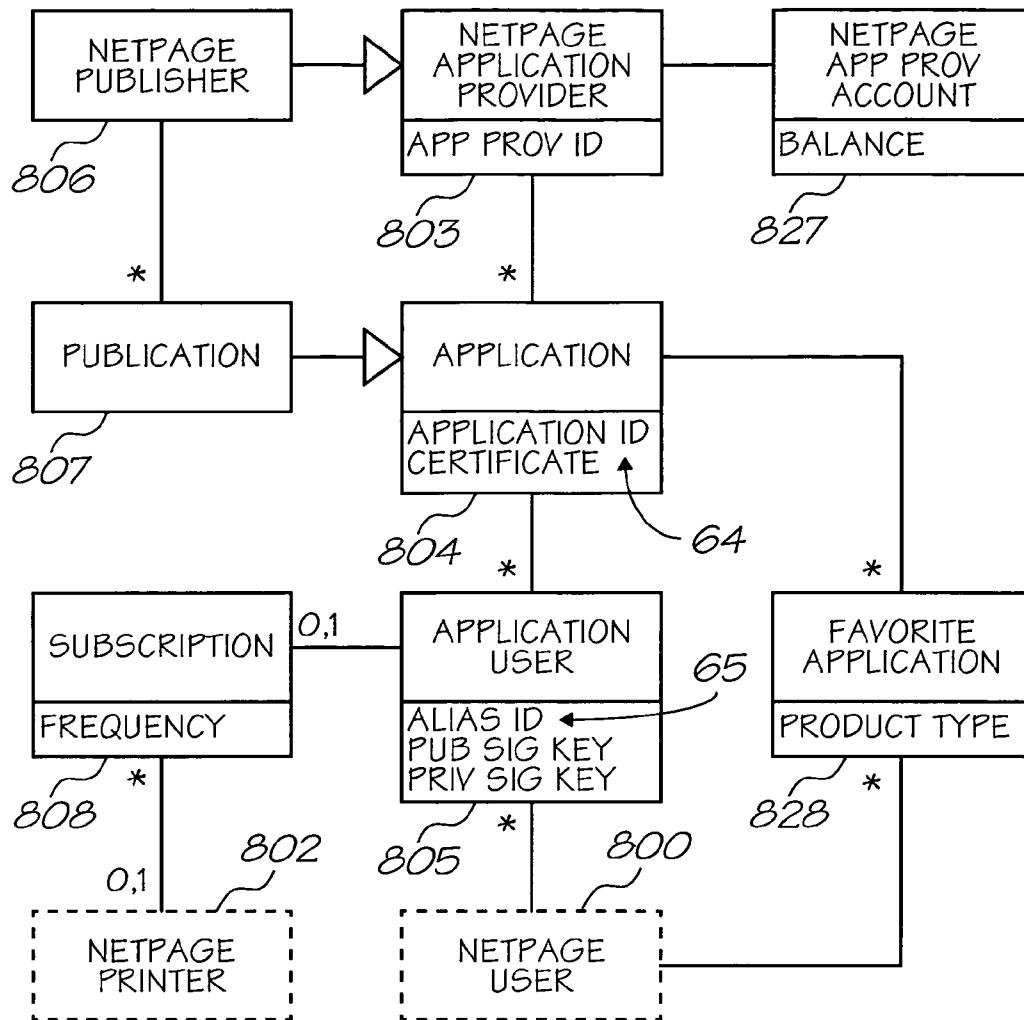 NETPAGE
PUBLISHER
NETPAGE
APPLICATION
PROVIDER
APP PROV ID
NETPAGE
APP PROV
ACCOUNT
BALANCE
806
803
827
*
*
PUBLICATION
APPLICATION
APPLICATION ID
CERTIFICATE
807
804
64
*
*
SUBSCRIPTION
FREQUENCY
0,1
APPLICATION
USER
ALIAS ID
PUB SIG KEY
PRIV SIG KEY
65
FAVORITE
APPLICATION
PRODUCT TYPE
808
*
805
*
828
*
802
800
0,1
NETPAGE
PRINTER
NETPAGE
USER